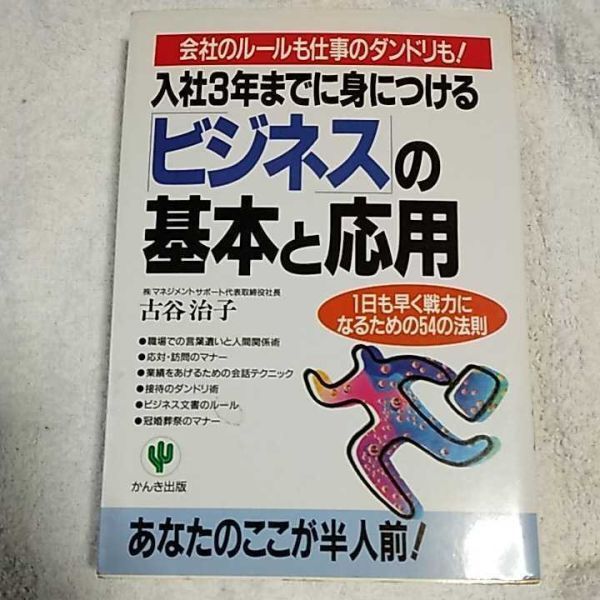 会社のルールも仕事のダンドリも!
入社3年までに身につける
「ビジネス」の
基本と応用
㈱マネジメントサポート代表取締役社長
古谷治子
1日も早く戦力に
なるための54の法則
●職場での言葉遣いと人間関係術
●応対・訪問のマナー
●業績をあげるための会話テクニック
●接待のダンドリ術
●ビジネス文書のルール
●冠婚葬祭のマナー
かんき出版
あなたのここが半人前!